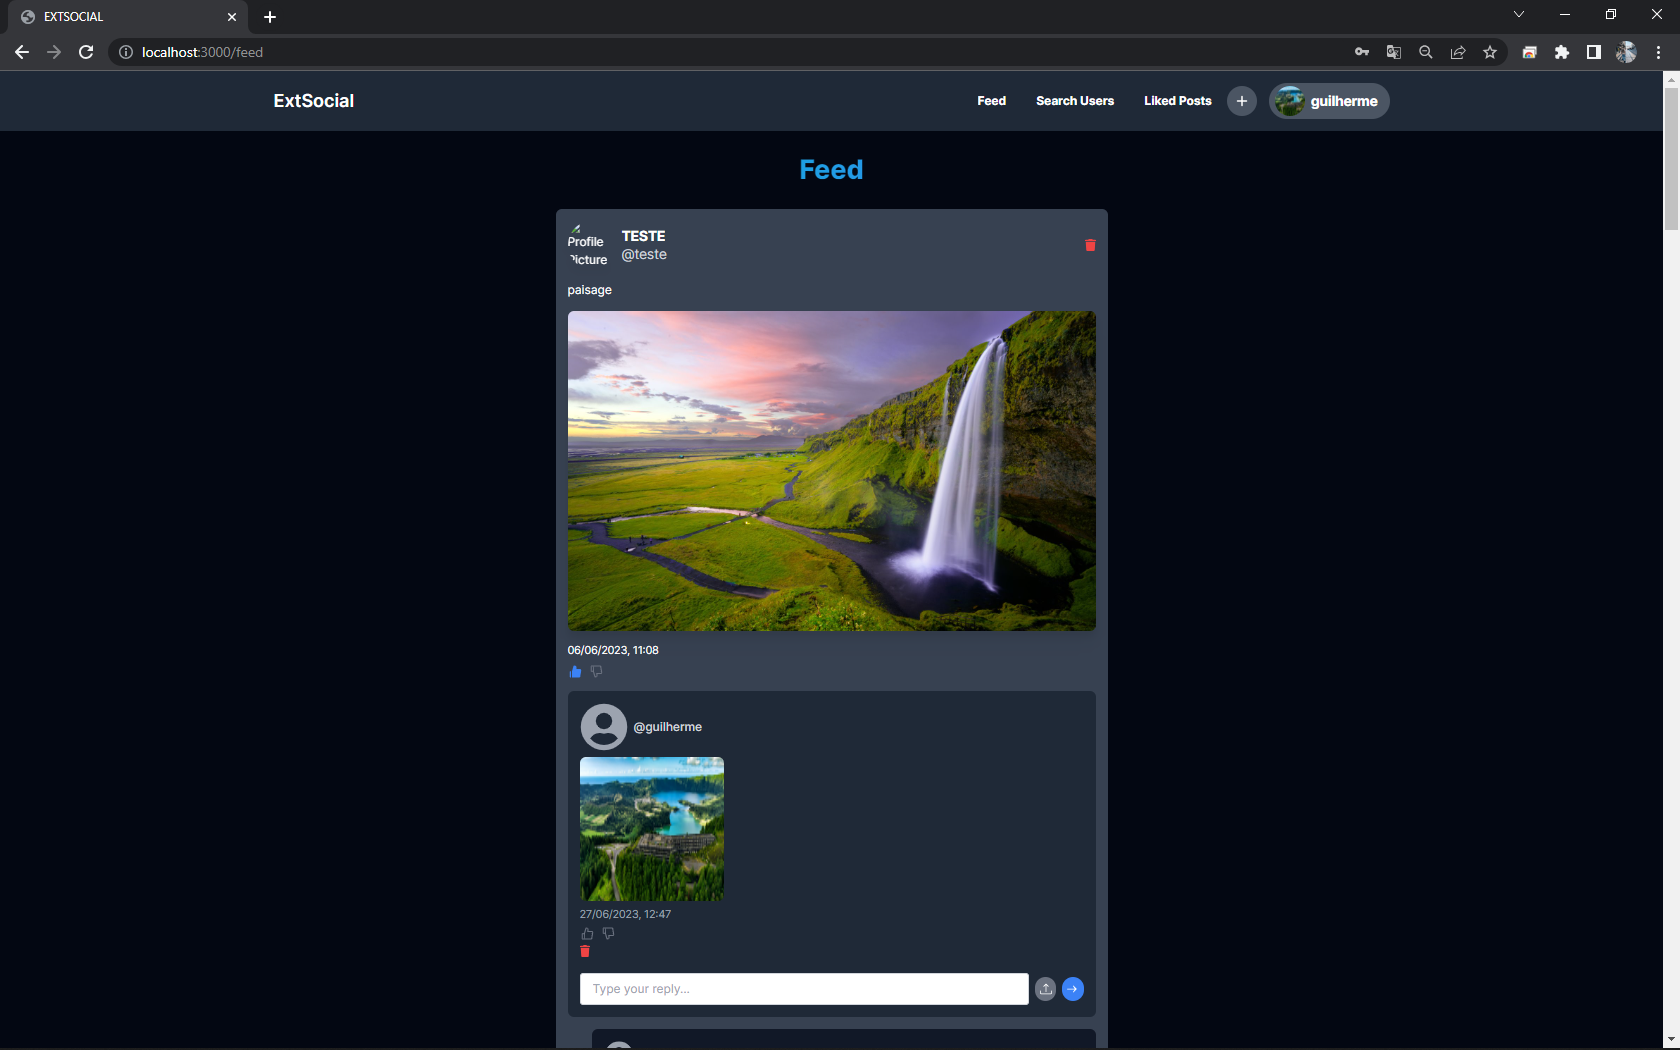 EXTSOCIAL
localhost:3000/feed
ExtSocial
Feed
Search Users
Liked Posts
guilherme
Feed
Profile
Picture
TESTE
@teste
paisage
06/06/2023, 11:08
@guilherme
27/06/2023, 12:47
Type your reply...